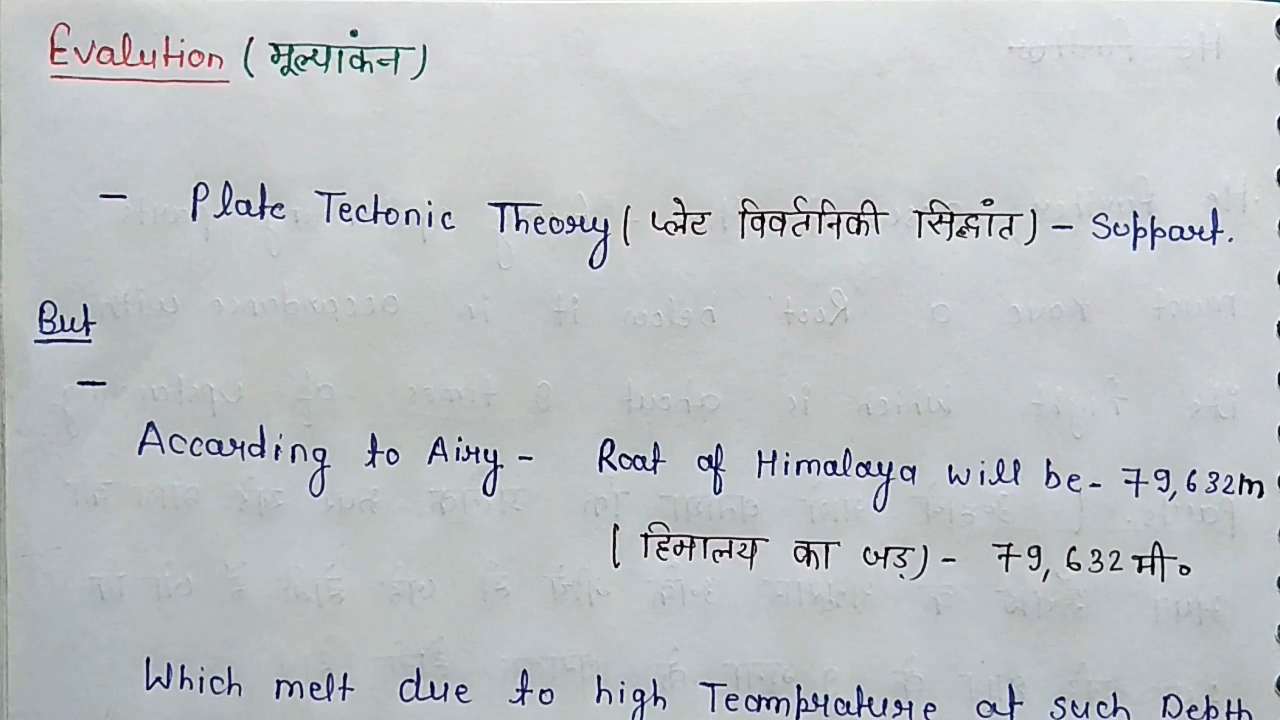 Evalution (मूल्यांकन)
- Plate Tectonic Theory (प्लेट विवर्तनिकी सिद्धांत) - Support.
But
-
According to Airy - Root of Himalaya will be - 79,632m
(हिमालय का जड़) - 79,632 मी०
Which melt due to high Teamprature at such Depth